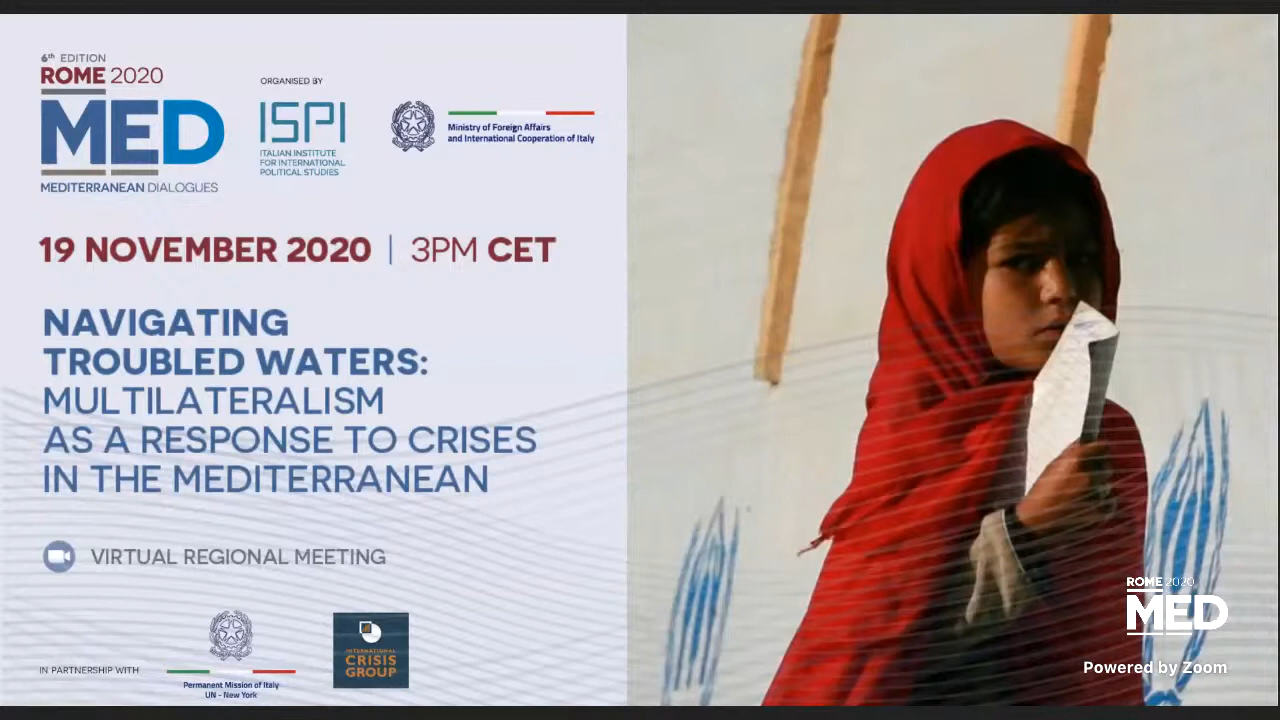 6th EDITION
ROME 2020
MED
MEDITERRANEAN DIALOGUES
ORGANISED BY
ISPI
ITALIAN INSTITUTE
FOR INTERNATIONAL
POLITICAL STUDIES
Ministry of Foreign Affairs
and International Cooperation of Italy
19 NOVEMBER 2020 | 3PM CET
NAVIGATING
TROUBLED WATERS:
MULTILATERALISM
AS A RESPONSE TO CRISES
IN THE MEDITERRANEAN
VIRTUAL REGIONAL MEETING
IN PARTNERSHIP WITH
Permanent Mission of Italy
UN - New York
INTERNATIONAL
CRISIS
GROUP
ROME 2020
MED
Powered by Zoom